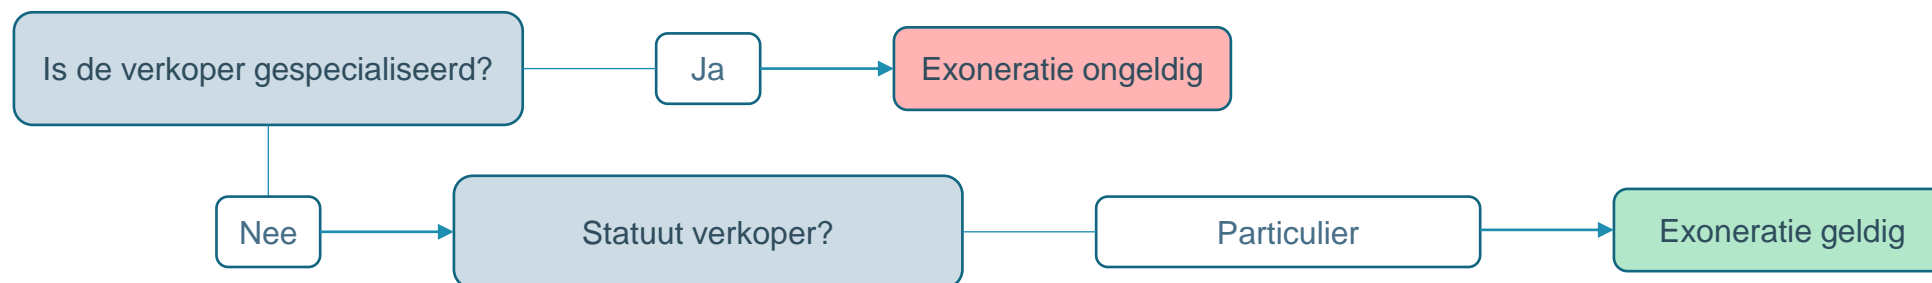 Is de verkoper gespecialiseerd?
Ja
Exoneratie ongeldig
Nee
Statuut verkoper?
Particulier
Exoneratie geldig